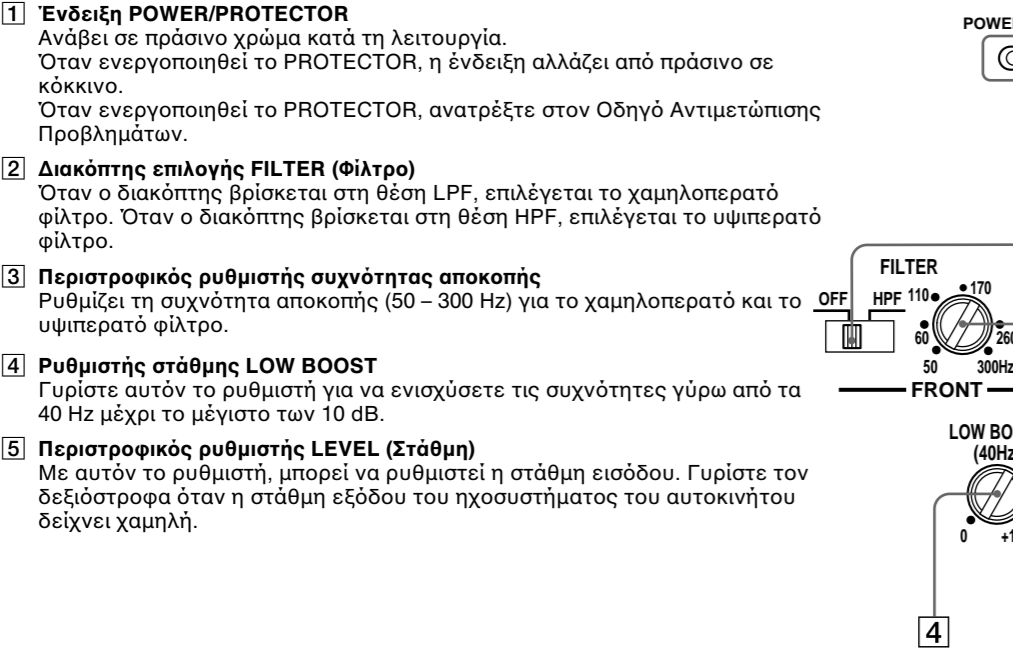 1 Ένδειξη POWER/PROTECTOR
Ανάβει σε πράσινο χρώμα κατά τη λειτουργία.
Όταν ενεργοποιηθεί το PROTECTOR, η ένδειξη αλλάζει από πράσινο σε
κόκκινο.
Όταν ενεργοποιηθεί το PROTECTOR, ανατρέξτε στον Οδηγό Αντιμετώπισης
Προβλημάτων.
2 Διακόπτης επιλογής FILTER (Φίλτρο)
Όταν ο διακόπτης βρίσκεται στη θέση LPF, επιλέγεται το χαμηλοπερατό
φίλτρο. Όταν ο διακόπτης βρίσκεται στη θέση HPF, επιλέγεται το υψιπερατό
φίλτρο.
3 Περιστροφικός ρυθμιστής συχνότητας αποκοπής
Ρυθμίζει τη συχνότητα αποκοπής (50 – 300 Hz) για το χαμηλοπερατό και το
υψιπερατό φίλτρο.
4 Ρυθμιστής στάθμης LOW BOOST
Γυρίστε αυτόν το ρυθμιστή για να ενισχύσετε τις συχνότητες γύρω από τα
40 Hz μέχρι το μέγιστο των 10 dB.
5 Περιστροφικός ρυθμιστής LEVEL (Στάθμη)
Με αυτόν το ρυθμιστή, μπορεί να ρυθμιστεί η στάθμη εισόδου. Γυρίστε τον
δεξιόστροφα όταν η στάθμη εξόδου του ηχοσυστήματος του αυτοκινήτου
δείχνει χαμηλή.
POWE
FILTER
OFF HPF 110 170
60 260
50 300Hz
FRONT
LOW BO
(40Hz
0 +1
4